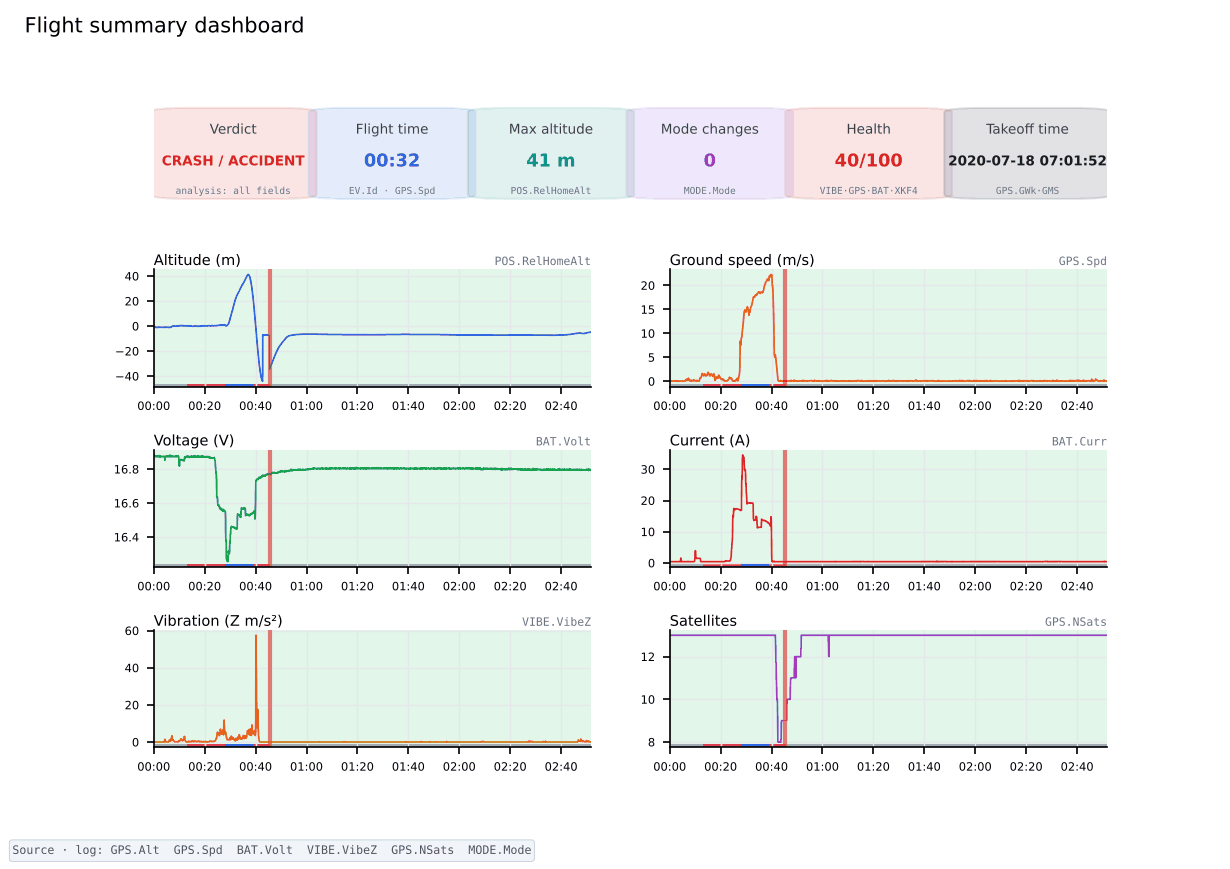 Flight summary dashboard
Verdict
CRASH / ACCIDENT
analysis: all fields
Flight time
00:32
EV.Id · GPS.Spd
Max altitude
41 m
POS.RelHomeAlt
Mode changes
0
MODE.Mode
Health
40/100
VIBE·GPS·BAT·XKF4
Takeoff time
2020-07-18 07:01:52
GPS.GWk·GMS
Altitude (m) POS.RelHomeAlt
40
20
0
−20
−40
00:00 00:20 00:40 01:00 01:20 01:40 02:00 02:20 02:40
Ground speed (m/s) GPS.Spd
20
15
10
5
0
00:00 00:20 00:40 01:00 01:20 01:40 02:00 02:20 02:40
Voltage (V) BAT.Volt
16.8
16.6
16.4
00:00 00:20 00:40 01:00 01:20 01:40 02:00 02:20 02:40
Current (A) BAT.Curr
30
20
10
0
00:00 00:20 00:40 01:00 01:20 01:40 02:00 02:20 02:40
Vibration (Z m/s²) VIBE.VibeZ
60
40
20
0
00:00 00:20 00:40 01:00 01:20 01:40 02:00 02:20 02:40
Satellites GPS.NSats
12
10
8
00:00 00:20 00:40 01:00 01:20 01:40 02:00 02:20 02:40
Source · log: GPS.Alt GPS.Spd BAT.Volt VIBE.VibeZ GPS.NSats MODE.Mode